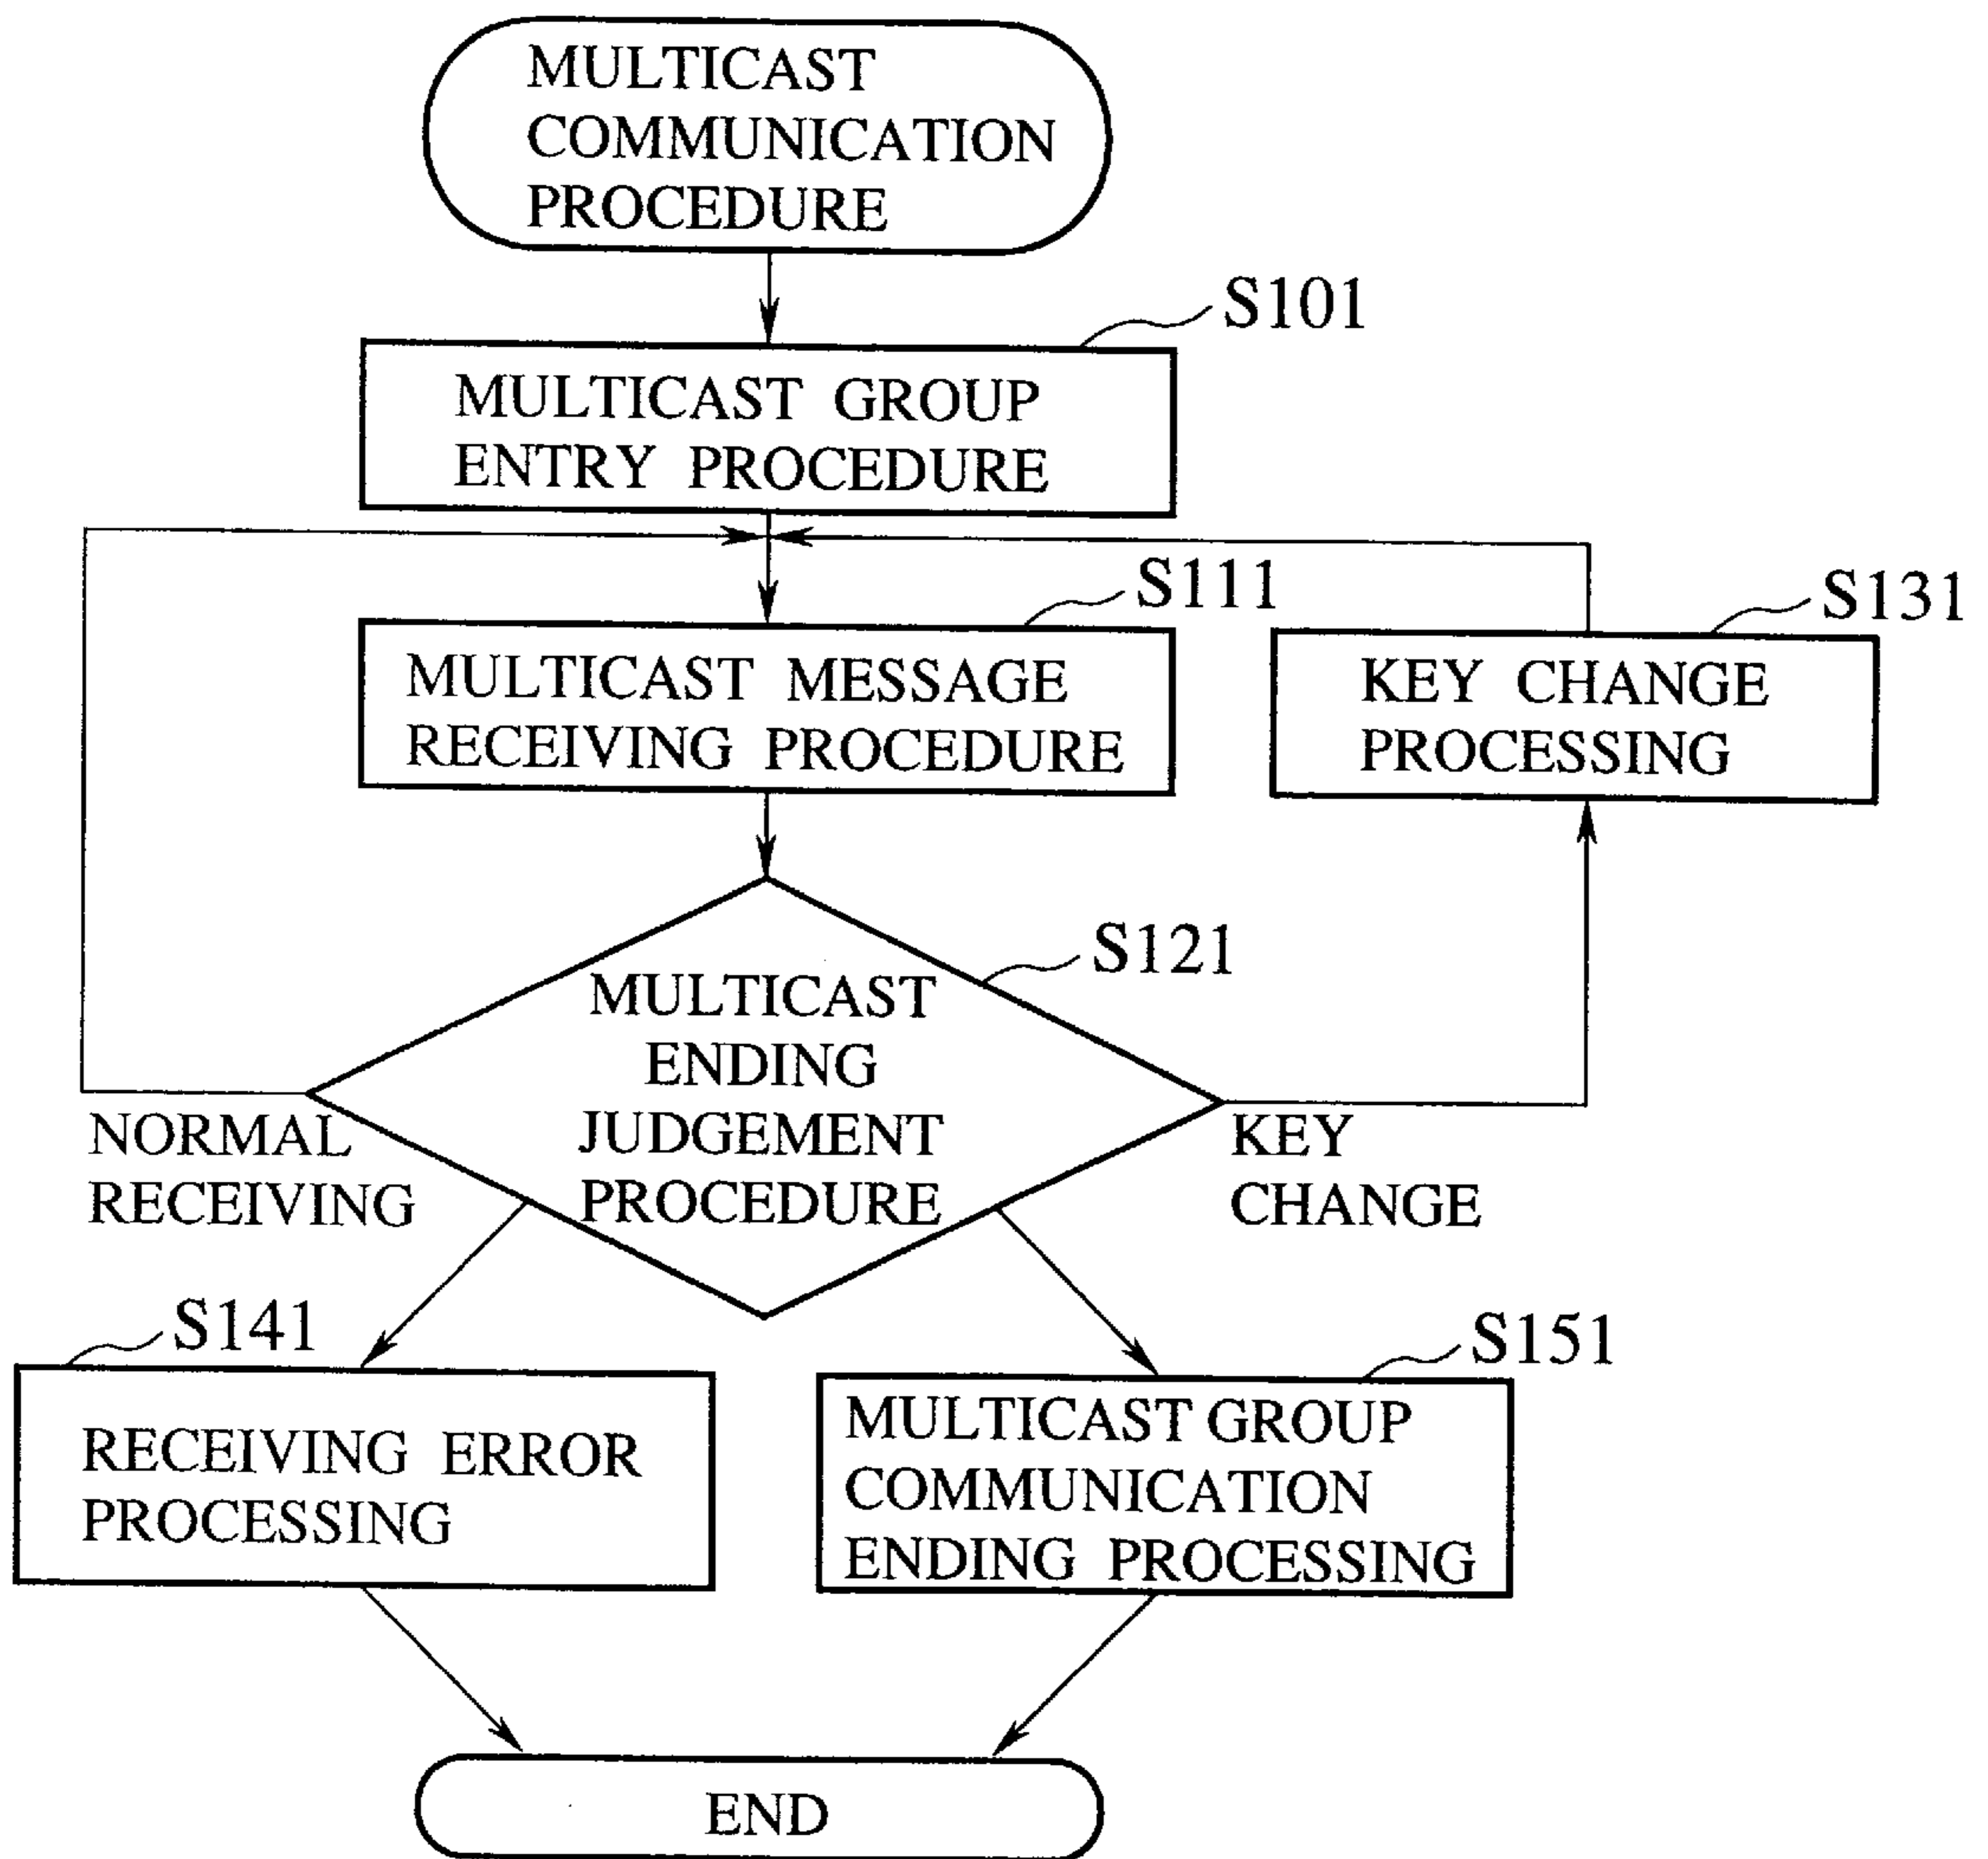 MULTICAST
COMMUNICATION
PROCEDURE
S101
MULTICAST GROUP
ENTRY PROCEDURE
S111
MULTICAST MESSAGE
RECEIVING PROCEDURE
S131
KEY CHANGE
PROCESSING
S121
MULTICAST
ENDING
JUDGEMENT
PROCEDURE
NORMAL
RECEIVING
KEY
CHANGE
S141
RECEIVING ERROR
PROCESSING
S151
MULTICAST GROUP
COMMUNICATION
ENDING PROCESSING
END